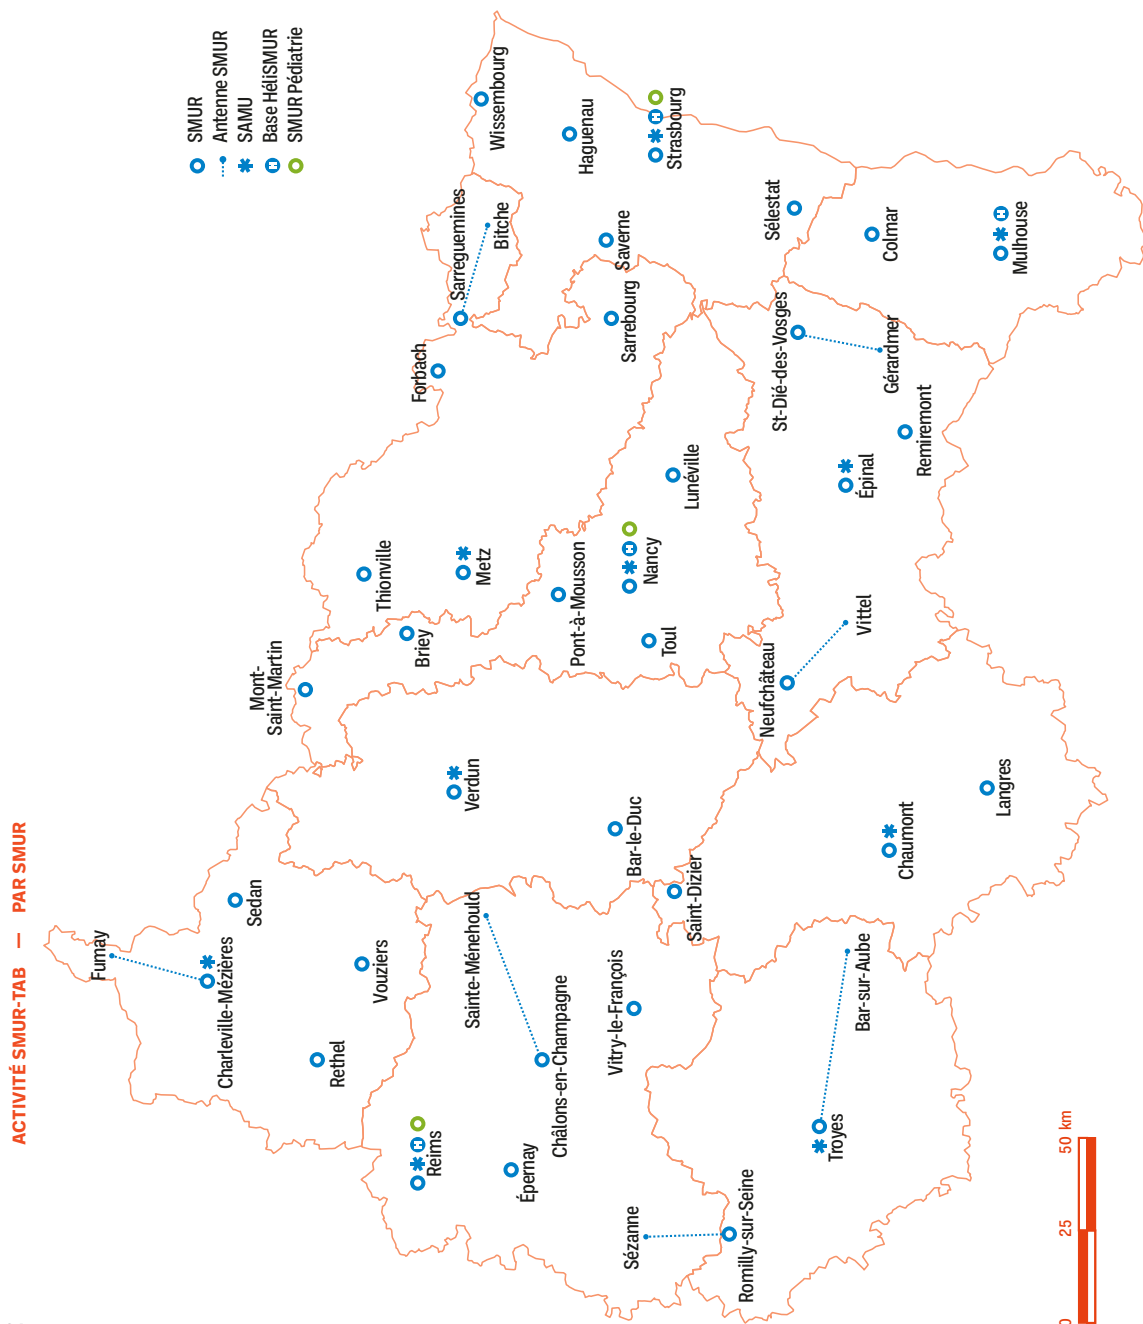 ACTIVITÉ SMUR-TAB — PAR SMUR
SMUR
Antenne SMUR
SAMU
Base HéliSMUR
SMUR Pédiatrie
Fumay
Charleville-Mézières
Sedan
Rethel
Vouziers
Reims
Épernay
Sainte-Ménehould
Châlons-en-Champagne
Vitry-le-François
Sézanne
Romilly-sur-Seine
Troyes
Bar-sur-Aube
Saint-Dizier
Chaumont
Langres
Verdun
Bar-le-Duc
Mont-
Saint-Martin
Briey
Thionville
Metz
Pont-à-Mousson
Nancy
Toul
Lunéville
Neufchâteau
Vittel
Épinal
Remiremont
Gérardmer
St-Dié-des-Vosges
Forbach
Sarreguemines
Bitche
Sarrebourg
Saverne
Wissembourg
Haguenau
Strasbourg
Sélestat
Colmar
Mulhouse
0 25 50 km